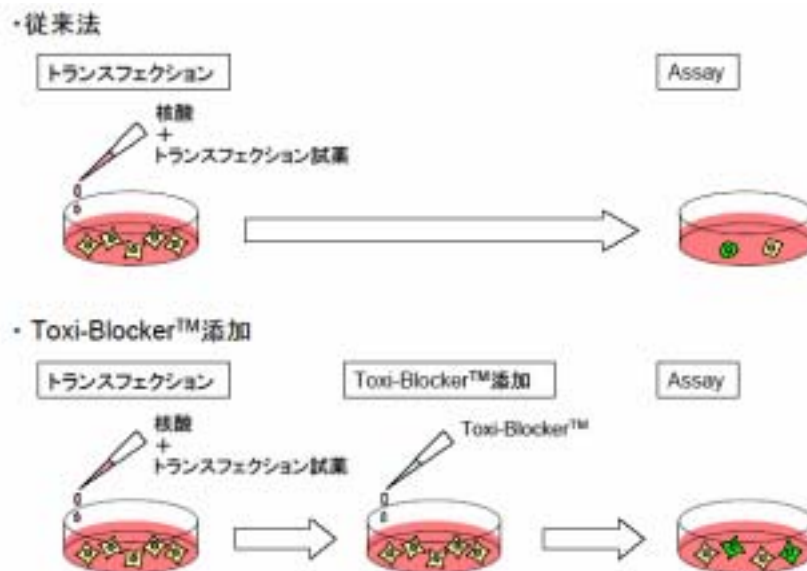 ・従来法
トランスフェクション
Assay
核酸
+
トランスフェクション試薬
・Toxi-Blocker™添加
トランスフェクション
Toxi-Blocker™添加
Assay
核酸
+
トランスフェクション試薬
Toxi-Blocker™